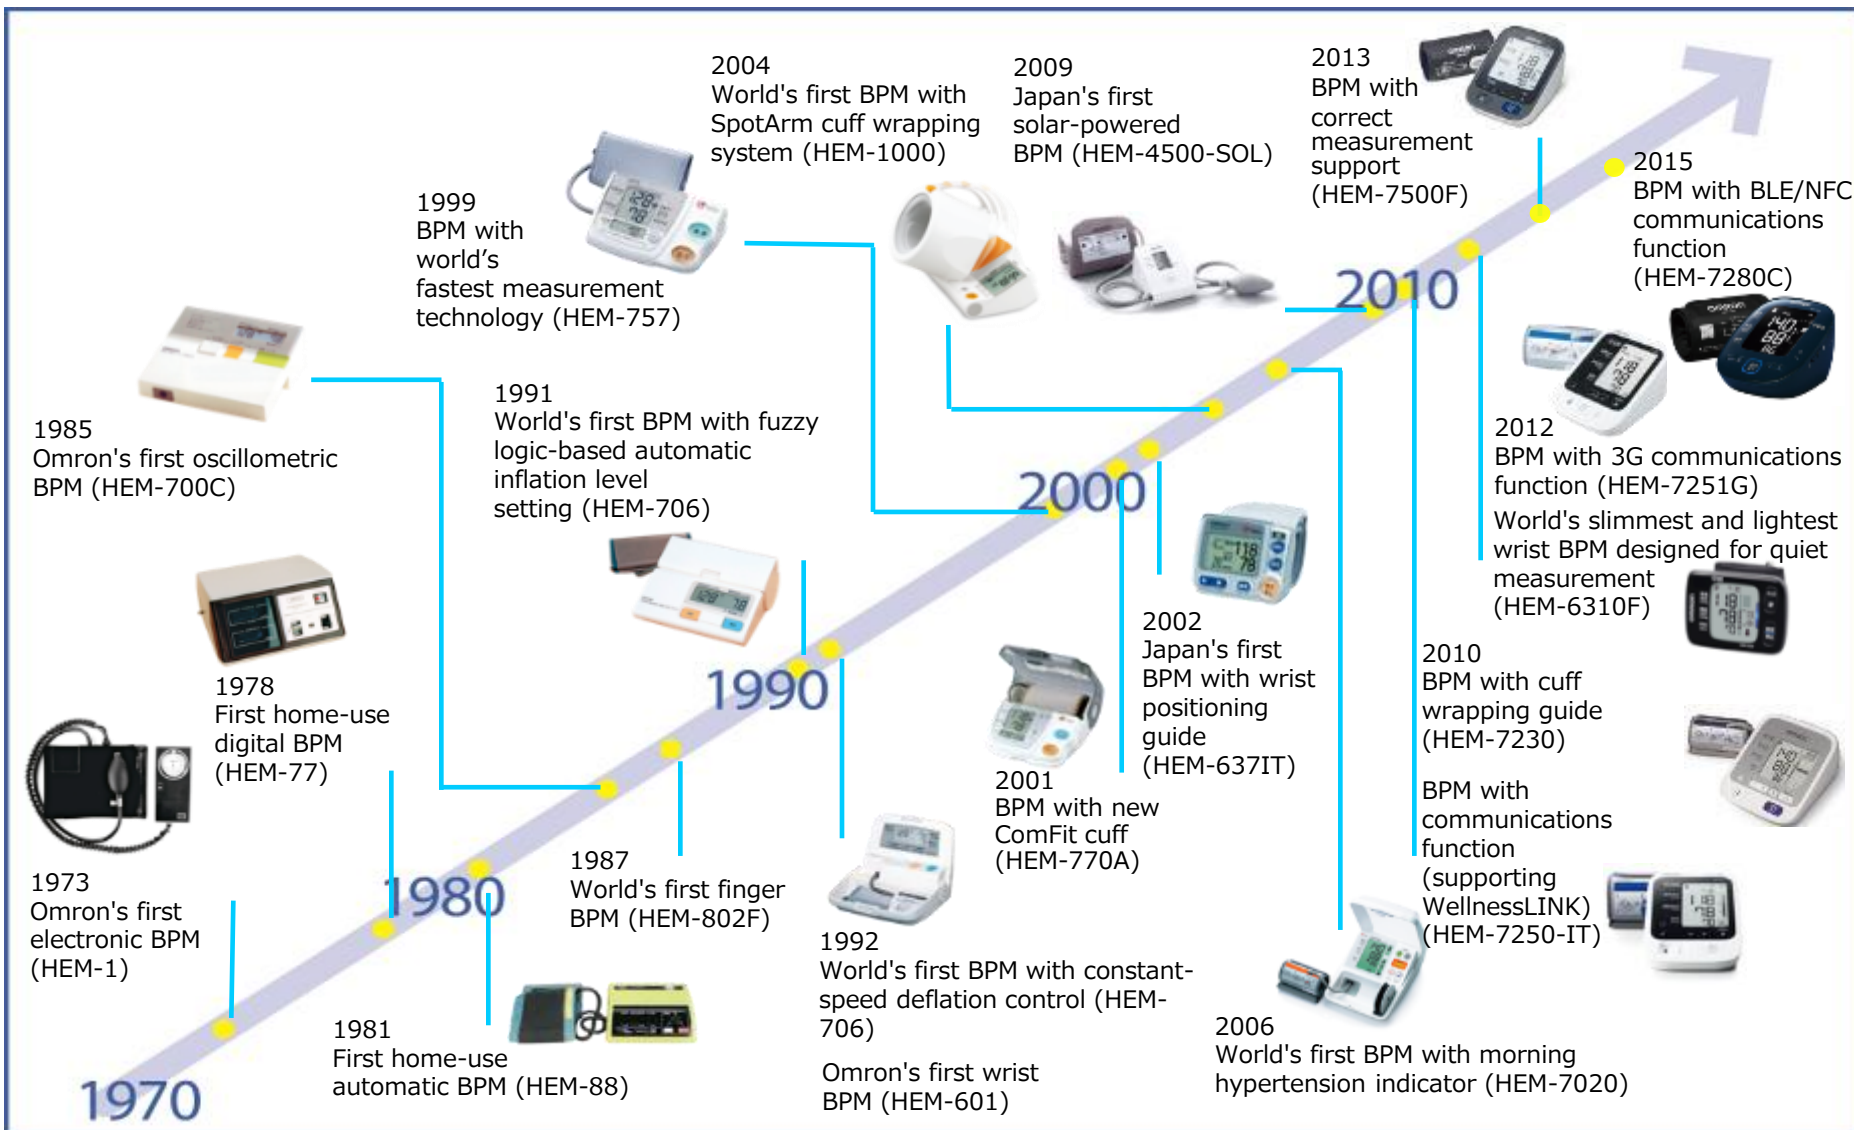 1973
Omron's first
electronic BPM
(HEM-1)
1978
First home-use
digital BPM
(HEM-77)
1981
First home-use
automatic BPM (HEM-88)
1985
Omron's first oscillometric
BPM (HEM-700C)
1987
World's first finger
BPM (HEM-802F)
1991
World's first BPM with fuzzy
logic-based automatic
inflation level
setting (HEM-706)
1992
World's first BPM with constant-
speed deflation control (HEM-
706)
Omron's first wrist
BPM (HEM-601)
1999
BPM with
world’s
fastest measurement
technology (HEM-757)
2001
BPM with new
ComFit cuff
(HEM-770A)
2002
Japan's first
BPM with wrist
positioning
guide
(HEM-637IT)
2004
World's first BPM with
SpotArm cuff wrapping
system (HEM-1000)
2006
World's first BPM with morning
hypertension indicator (HEM-7020)
2009
Japan's first
solar-powered
BPM (HEM-4500-SOL)
2010
BPM with cuff
wrapping guide
(HEM-7230)
BPM with
communications
function
(supporting
WellnessLINK)
(HEM-7250-IT)
2012
BPM with 3G communications
function (HEM-7251G)
World's slimmest and lightest
wrist BPM designed for quiet
measurement
(HEM-6310F)
2013
BPM with
correct
measurement
support
(HEM-7500F)
2015
BPM with BLE/NFC
communications
function
(HEM-7280C)
1970
1980
1990
2000
2010